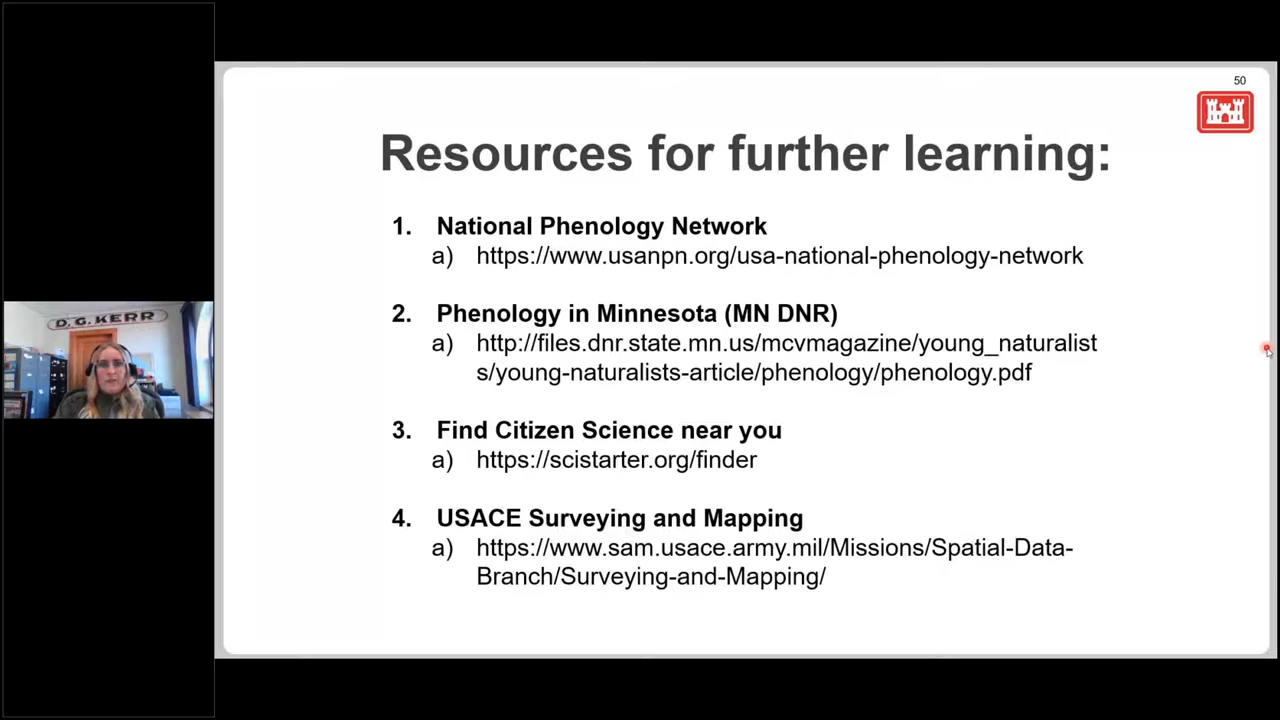 50
Resources for further learning:
1. National Phenology Network
a) https://www.usanpn.org/usa-national-phenology-network
2. Phenology in Minnesota (MN DNR)
a) http://files.dnr.state.mn.us/mcvmagazine/young_naturalist
s/young-naturalists-article/phenology/phenology.pdf
3. Find Citizen Science near you
a) https://scistarter.org/finder
4. USACE Surveying and Mapping
a) https://www.sam.usace.army.mil/Missions/Spatial-Data-
Branch/Surveying-and-Mapping/
D. G. KERR